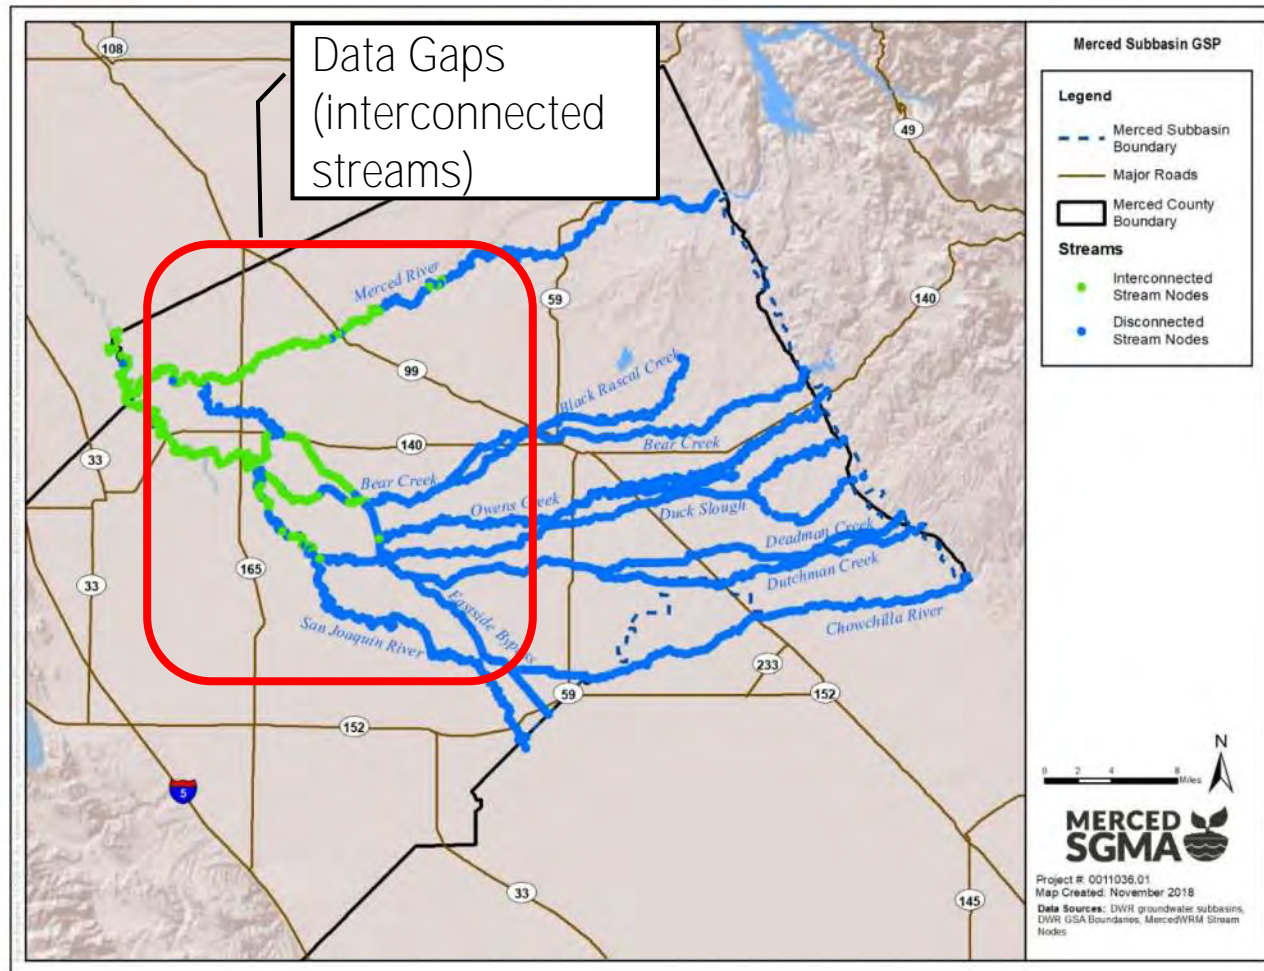 Data Gaps
(interconnected
streams)
Merced Subbasin GSP
Legend
Merced Subbasin
Boundary
Major Roads
Merced County
Boundary
Streams
Interconnected
Stream Nodes
Disconnected
Stream Nodes
108
49
Merced River
59
140
99
Black Rascal Creek
Bear Creek
140
33
Bear Creek
Owens Creek
Duck Slough
Deadman Creek
165
33
Dutchman Creek
Eastside Bypass
San Joaquin River
Chowchilla River
233
59
152
152
5
33
145
N
0 2 4 8
Miles
MERCED
SGMA
Project #: 0011036.01
Map Created: November 2018
Data Sources: DWR groundwater subbasins,
DWR GSA Boundaries, MercedWRM Stream
Nodes